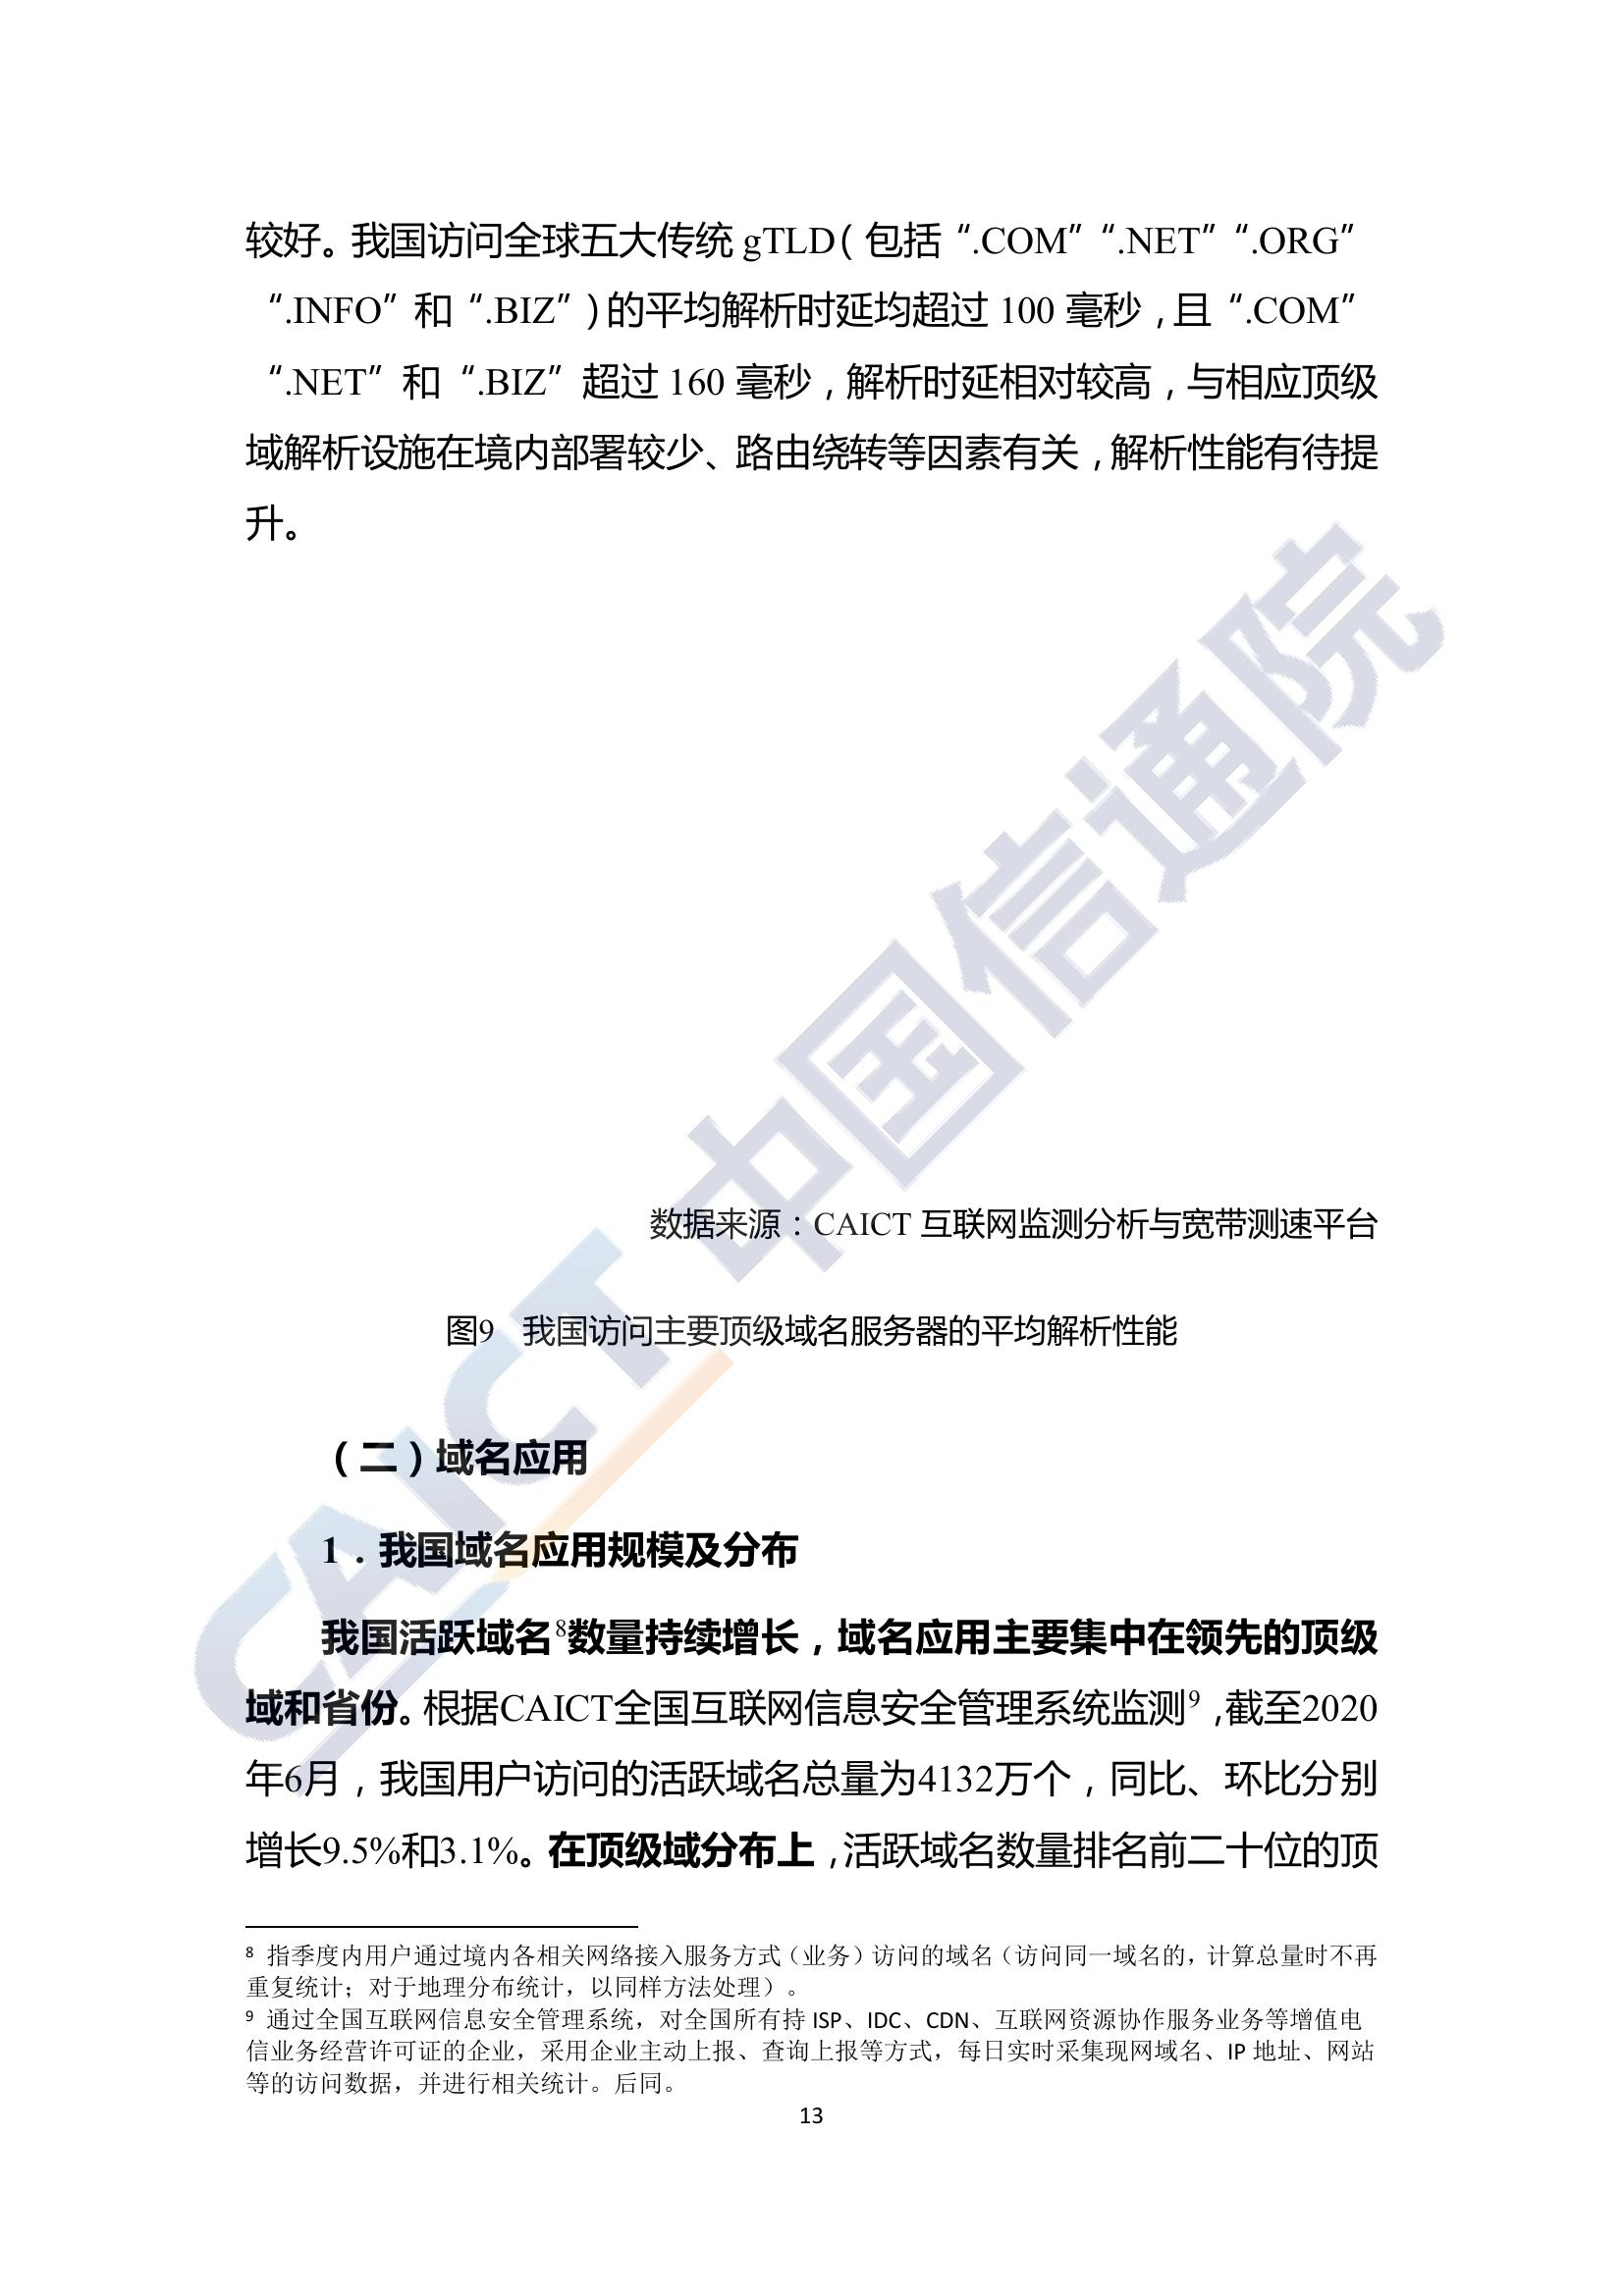 较好。我国访问全球五大传统 gTLD（包括“.COM”“.NET”“.ORG”
“.INFO”和“.BIZ”）的平均解析时延均超过 100 毫秒，且“.COM”
“.NET”和“.BIZ”超过 160 毫秒，解析时延相对较高，与相应顶级
域解析设施在境内部署较少、路由绕转等因素有关，解析性能有待提
升。
数据来源：CAICT 互联网监测分析与宽带测速平台
图9 我国访问主要顶级域名服务器的平均解析性能
（二）域名应用
1．我国域名应用规模及分布
我国活跃域名8数量持续增长，域名应用主要集中在领先的顶级
域和省份。根据CAICT全国互联网信息安全管理系统监测9，截至2020
年6月，我国用户访问的活跃域名总量为4132万个，同比、环比分别
增长9.5%和3.1%。在顶级域分布上，活跃域名数量排名前二十位的顶
8 指季度内用户通过境内各相关网络接入服务方式（业务）访问的域名（访问同一域名的，计算总量时不再
重复统计；对于地理分布统计，以同样方法处理）。
9 通过全国互联网信息安全管理系统，对全国所有持 ISP、IDC、CDN、互联网资源协作服务业务等增值电
信业务经营许可证的企业，采用企业主动上报、查询上报等方式，每日实时采集现网域名、IP 地址、网站
等的访问数据，并进行相关统计。后同。
13
CAICT 中国信通院